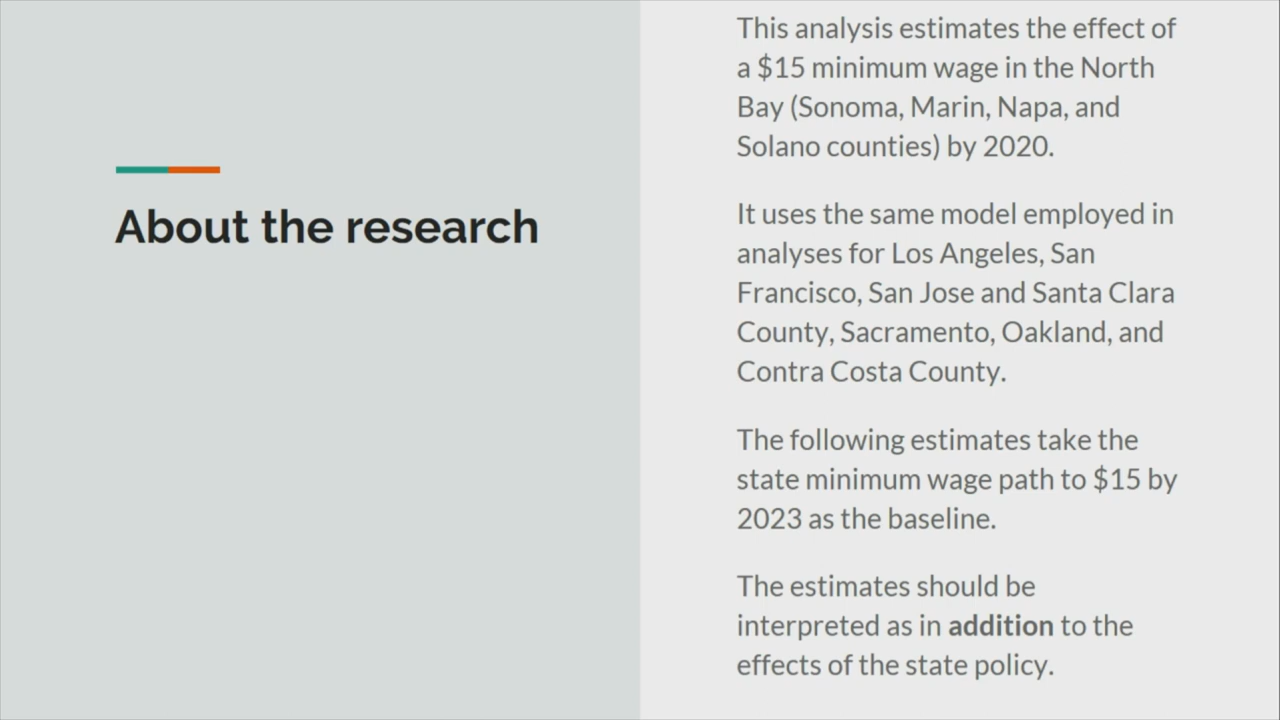 About the research
This analysis estimates the effect of
a $15 minimum wage in the North
Bay (Sonoma, Marin, Napa, and
Solano counties) by 2020.
It uses the same model employed in
analyses for Los Angeles, San
Francisco, San Jose and Santa Clara
County, Sacramento, Oakland, and
Contra Costa County.
The following estimates take the
state minimum wage path to $15 by
2023 as the baseline.
The estimates should be
interpreted as in addition to the
effects of the state policy.